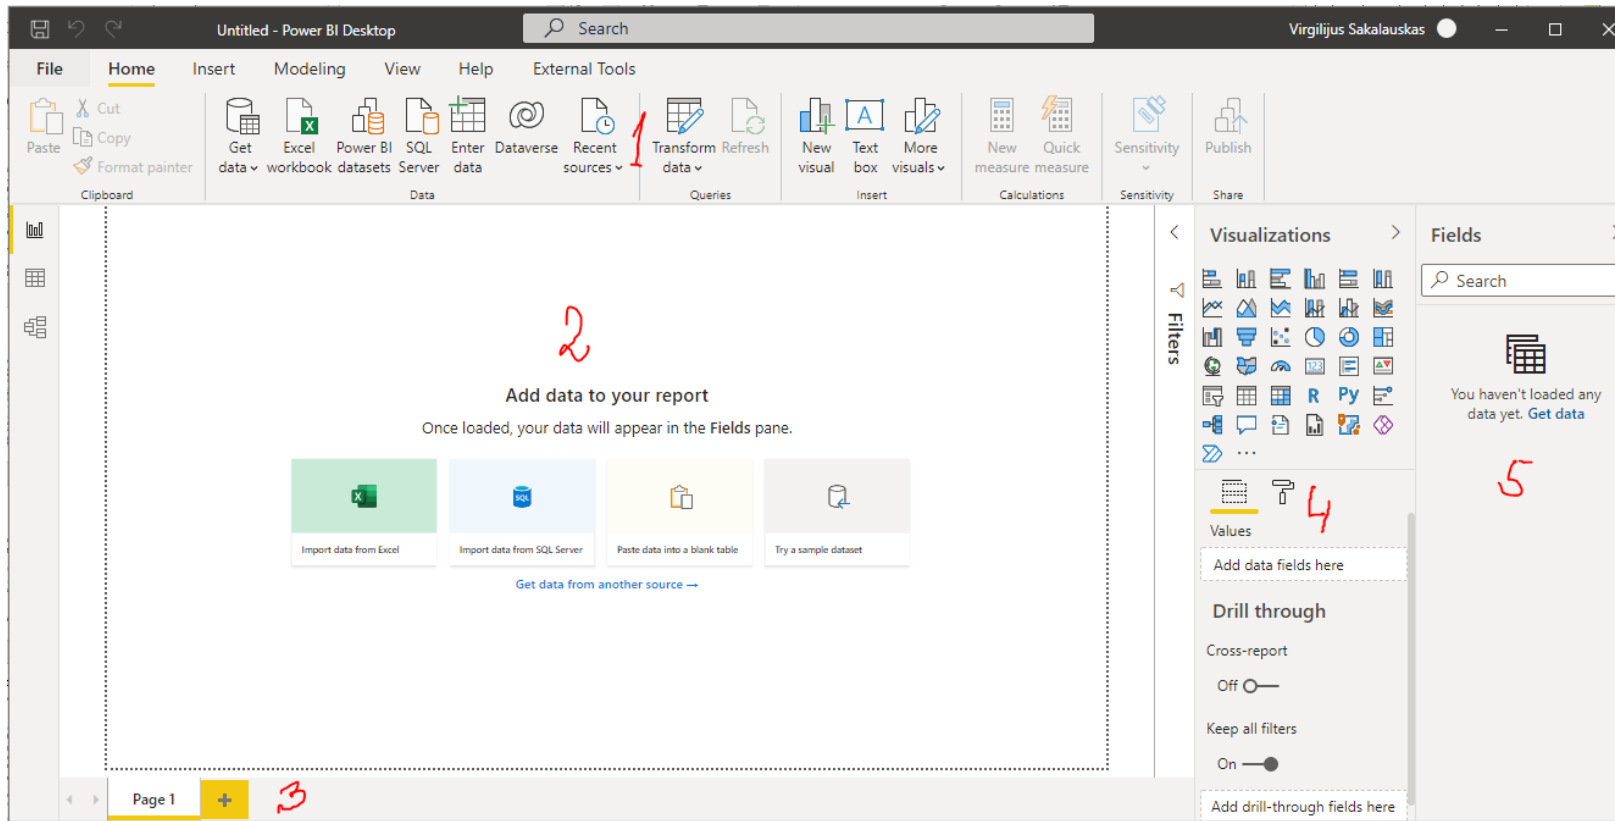 Untitled - Power BI Desktop
Search
Virgilijus Sakalauskas
File Home Insert Modeling View Help External Tools
Paste
Cut
Copy
Format painter
Clipboard
Get data
Excel workbook
Power BI datasets
SQL Server
Enter data
Dataverse
Recent sources
Data
1
Transform data
Refresh
Queries
New visual
Text box
More visuals
Insert
New measure
Quick measure
Calculations
Sensitivity
Sensitivity
Publish
Share
2
Add data to your report
Once loaded, your data will appear in the Fields pane.
SQL
Import data from Excel
Import data from SQL Server
Paste data into a blank table
Try a sample dataset
Get data from another source →
Page 1
+
3
Filters
Visualizations
123
R
Py
...
4
Values
Add data fields here
Drill through
Cross-report
Off
Keep all filters
On
Add drill-through fields here
Fields
Search
You haven't loaded any
data yet. Get data
5